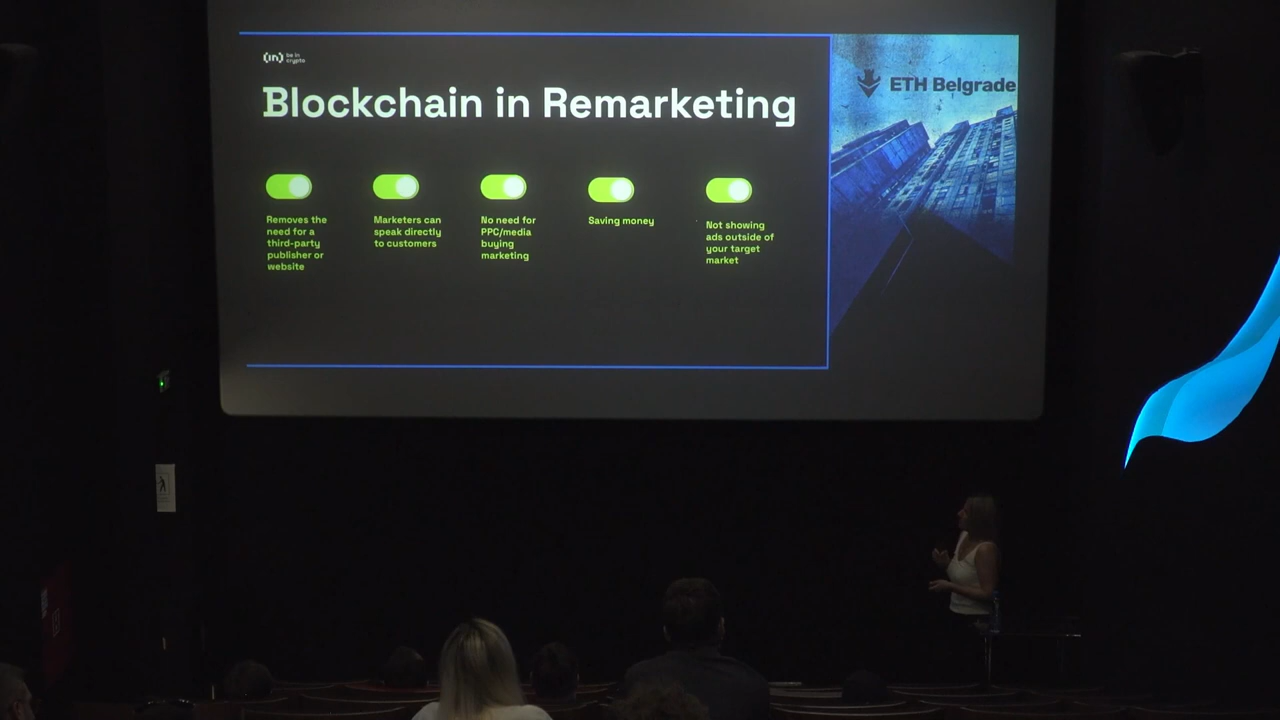 (in) be in
crypto
ETH Belgrade
Blockchain in Remarketing
Removes the
need for a
third-party
publisher or
website
Marketers can
speak directly
to customers
No need for
PPC/media
buying
marketing
Saving money
Not showing
ads outside of
your target
market